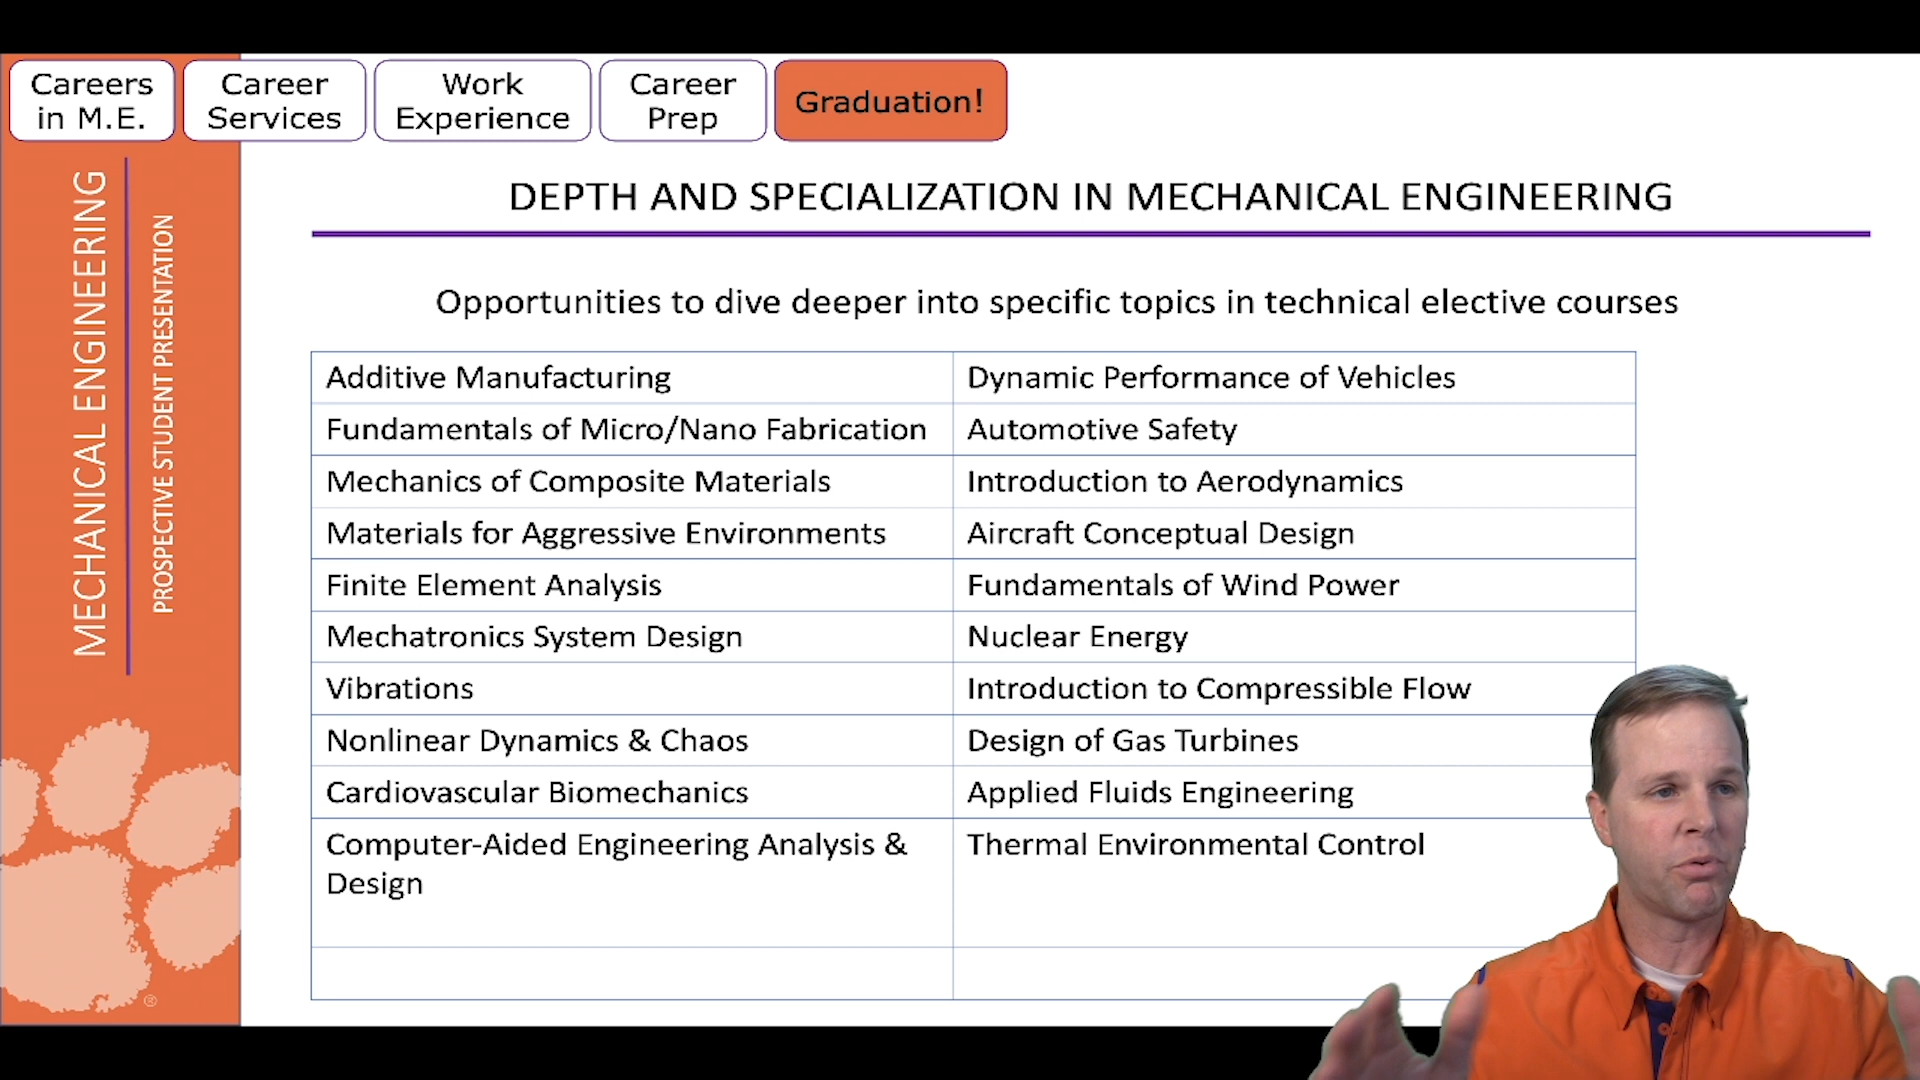 Careers
in M.E.
Career
Services
Work
Experience
Career
Prep
Graduation!
MECHANICAL ENGINEERING
PROSPECTIVE STUDENT PRESENTATION
DEPTH AND SPECIALIZATION IN MECHANICAL ENGINEERING
Opportunities to dive deeper into specific topics in technical elective courses
Additive Manufacturing
Dynamic Performance of Vehicles
Fundamentals of Micro/Nano Fabrication
Automotive Safety
Mechanics of Composite Materials
Introduction to Aerodynamics
Materials for Aggressive Environments
Aircraft Conceptual Design
Finite Element Analysis
Fundamentals of Wind Power
Mechatronics System Design
Nuclear Energy
Vibrations
Introduction to Compressible Flow
Nonlinear Dynamics & Chaos
Design of Gas Turbines
Cardiovascular Biomechanics
Applied Fluids Engineering
Computer-Aided Engineering Analysis &
Design
Thermal Environmental Control
®